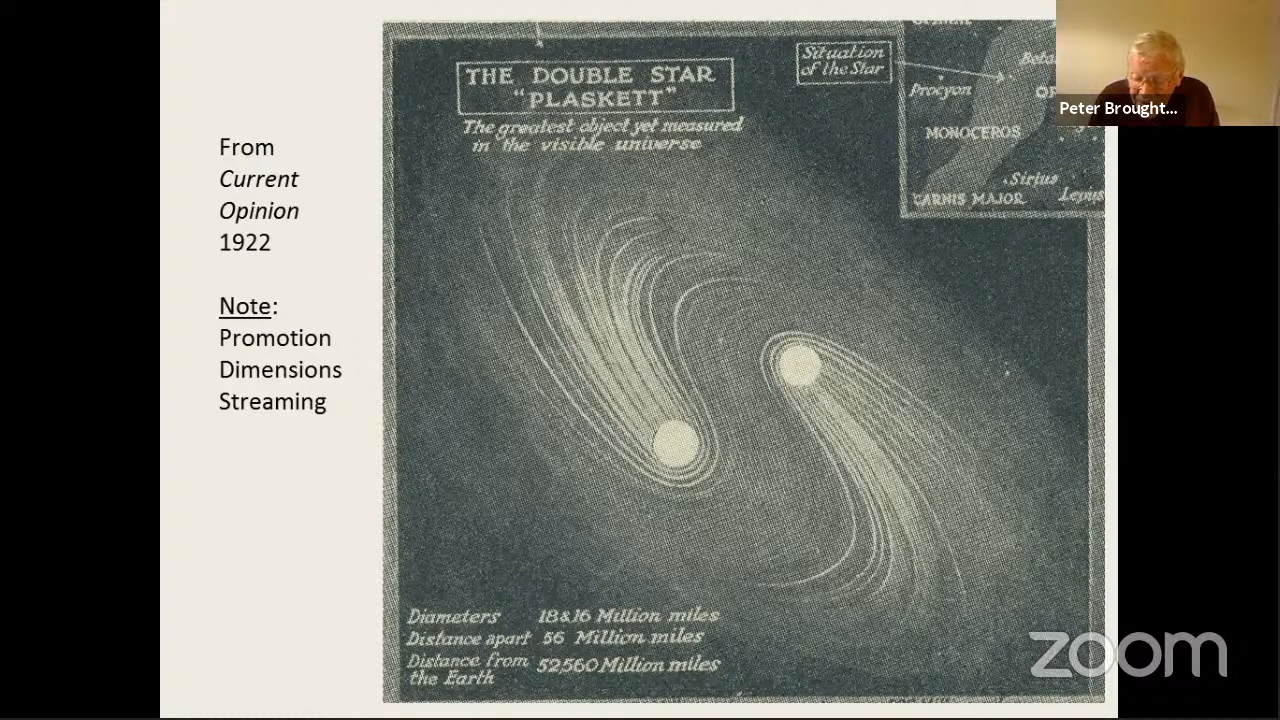 From
Current
Opinion
1922
Note:
Promotion
Dimensions
Streaming
THE DOUBLE STAR
"PLASKETT"
The greatest object yet measured
in the visible universe
Situation
of the Star
Procyon
MONOCEROS
Sirius
CARNIS MAJOR
Lepus
Diameters 18 & 16 Million miles
Distance apart 56 Million miles
Distance from
the Earth 52,560 Million miles
Peter Brought...
zoom